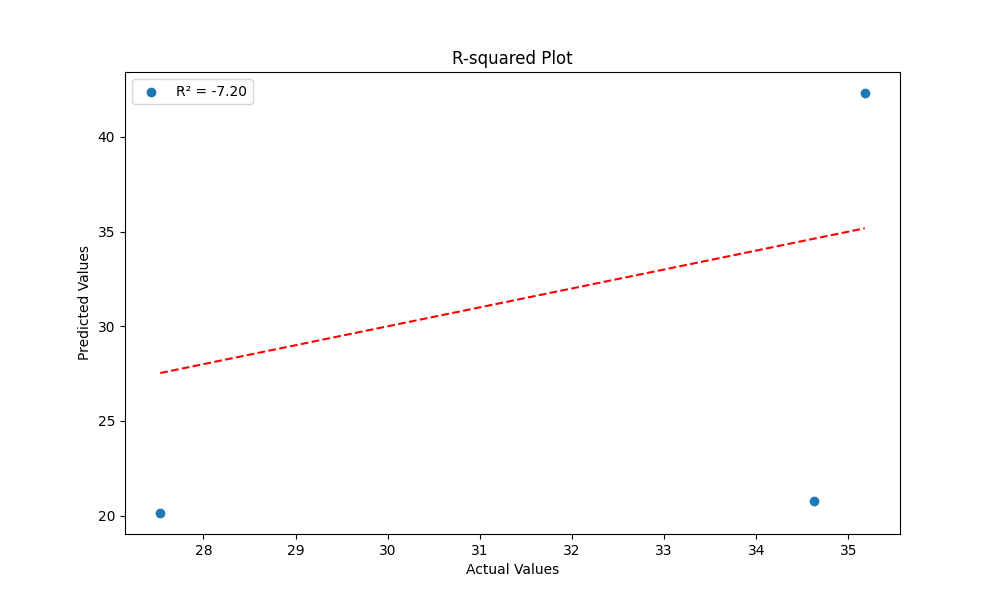 R-squared Plot
R² = -7.20
40
35
30
25
20
Predicted Values
28 29 30 31 32 33 34 35
Actual Values